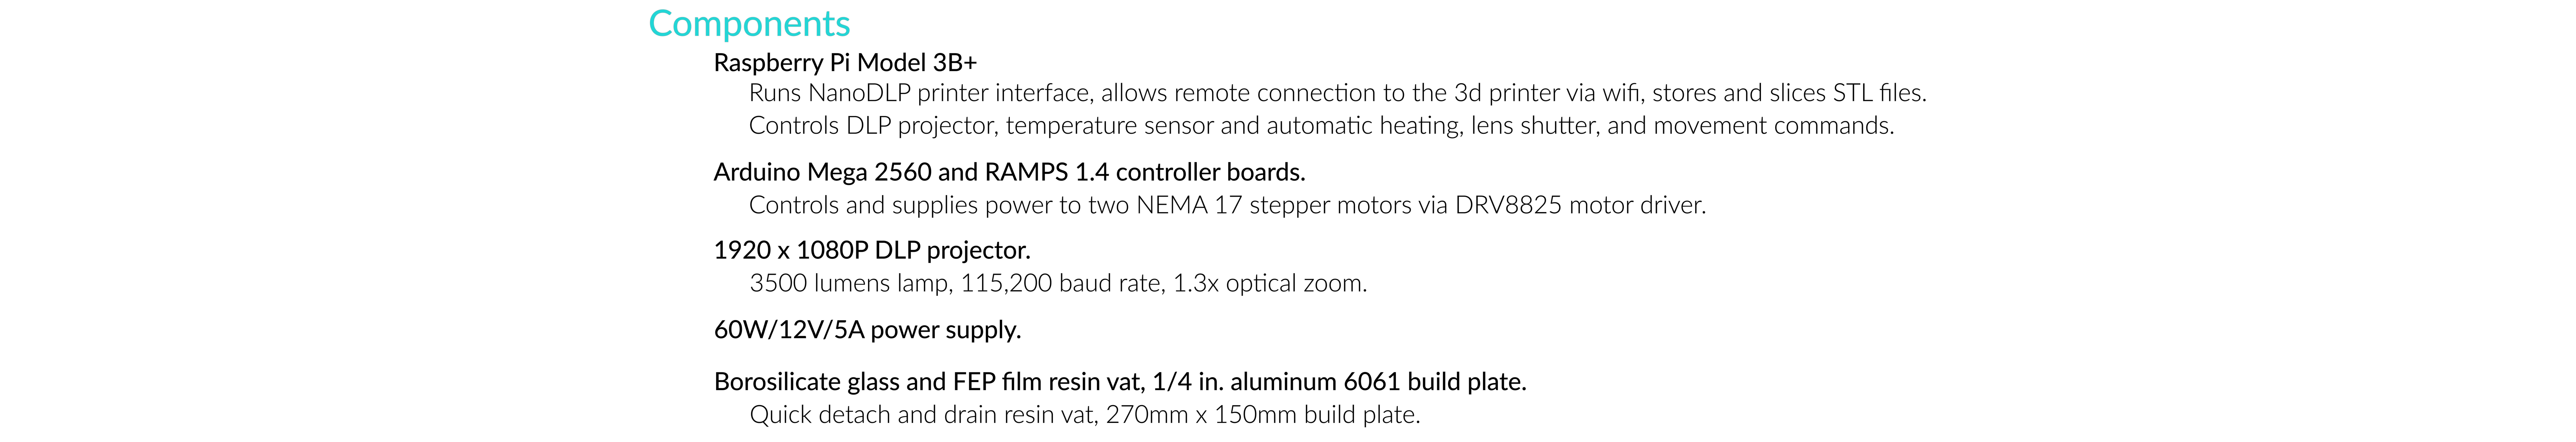 Components
Raspberry Pi Model 3B+
Runs NanoDLP printer interface, allows remote connection to the 3d printer via wifi, stores and slices STL files.
Controls DLP projector, temperature sensor and automatic heating, lens shutter, and movement commands.
Arduino Mega 2560 and RAMPS 1.4 controller boards.
Controls and supplies power to two NEMA 17 stepper motors via DRV8825 motor driver.
1920 x 1080P DLP projector.
3500 lumens lamp, 115,200 baud rate, 1.3x optical zoom.
60W/12V/5A power supply.
Borosilicate glass and FEP film resin vat, 1/4 in. aluminum 6061 build plate.
Quick detach and drain resin vat, 270mm x 150mm build plate.